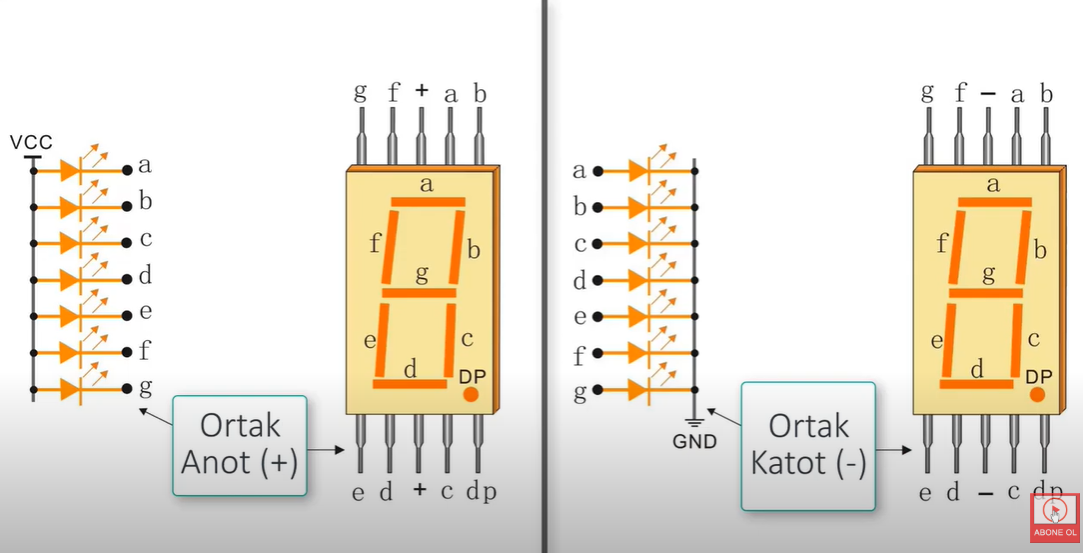 g f + a b
VCC
a
b
c
d
e
f
g
a
f
b
g
e
c
d
DP
Ortak
Anot (+)
e d + c dp
g f − a b
a
b
c
d
e
f
g
GND
a
f
b
g
e
c
d
DP
Ortak
Katot (-)
e d − c dp
ABONE OL